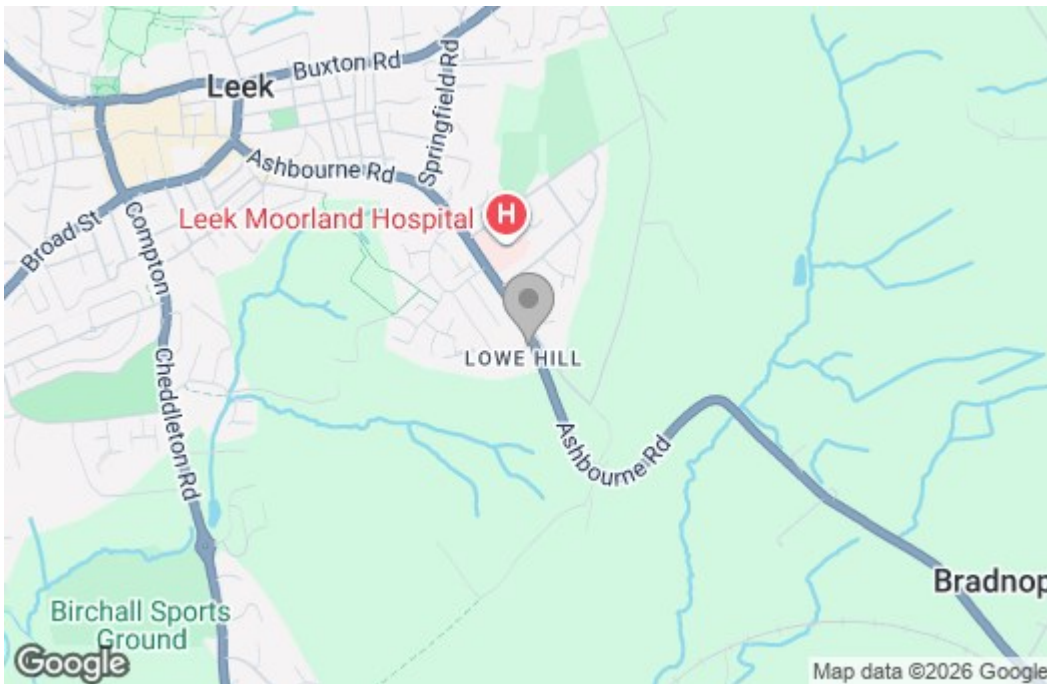 Buxton Rd
Leek
Springfield Rd
Ashbourne Rd
Leek Moorland Hospital
H
Broad St
Compton
LOWE HILL
Cheddleton Rd
Ashbourne Rd
Bradnop
Birchall Sports
Ground
Google
Map data ©2026 Google